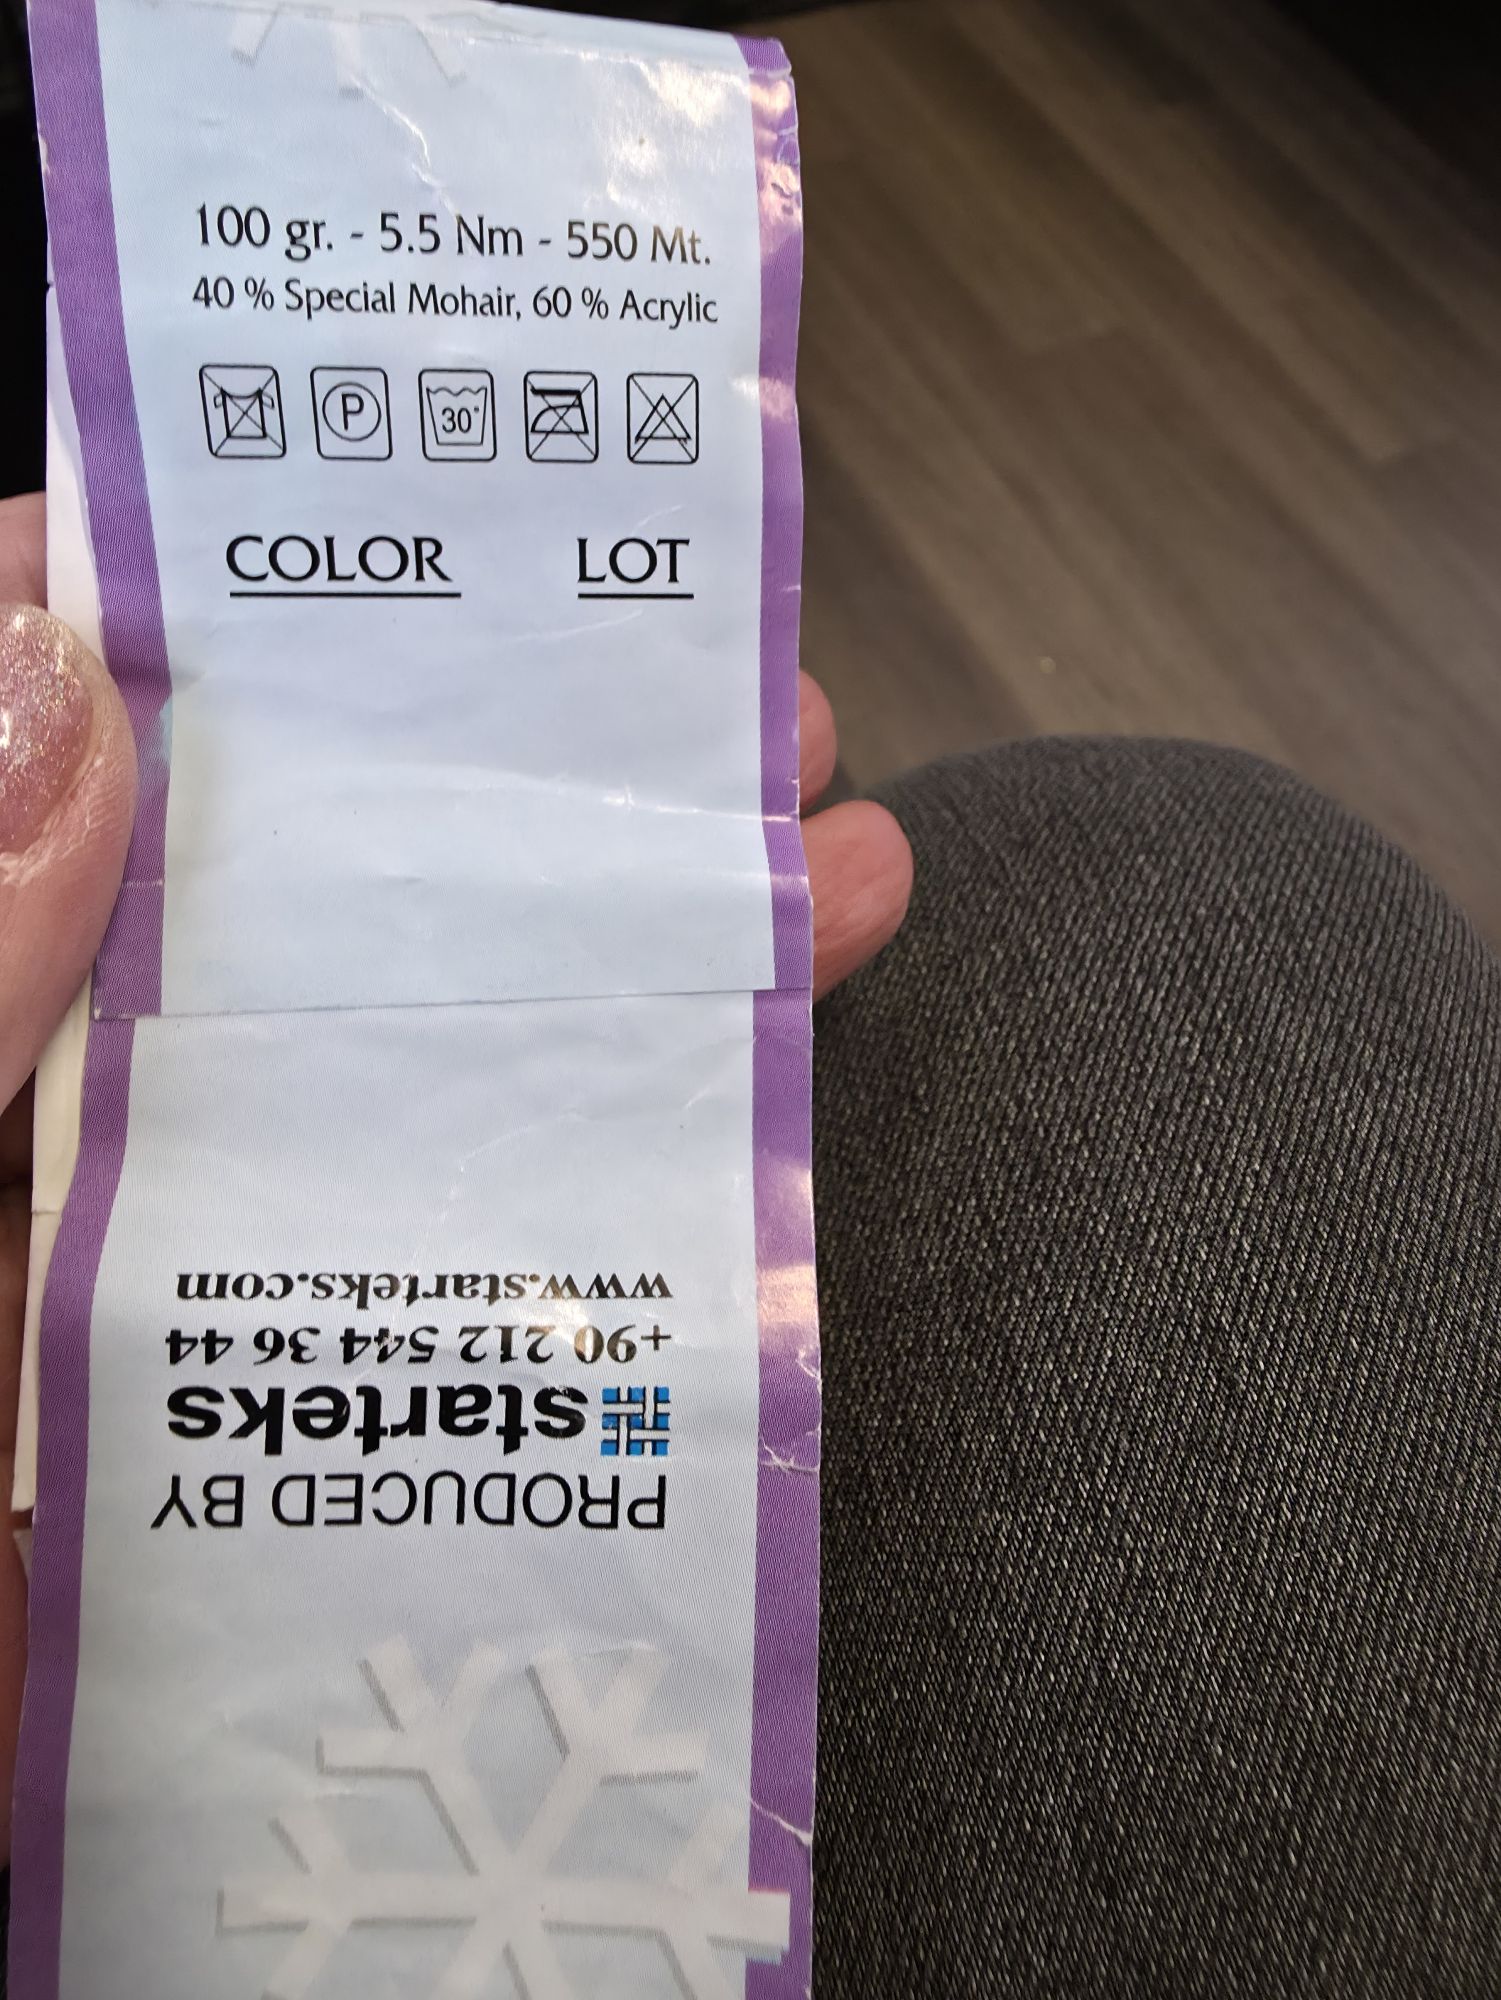 100 gr. - 5.5 Nm - 550 Mt.
40 % Special Mohair, 60 % Acrylic
P 30°
COLOR LOT
PRODUCED BY
starteks
+90 212 544 36 44
www.starteks.com